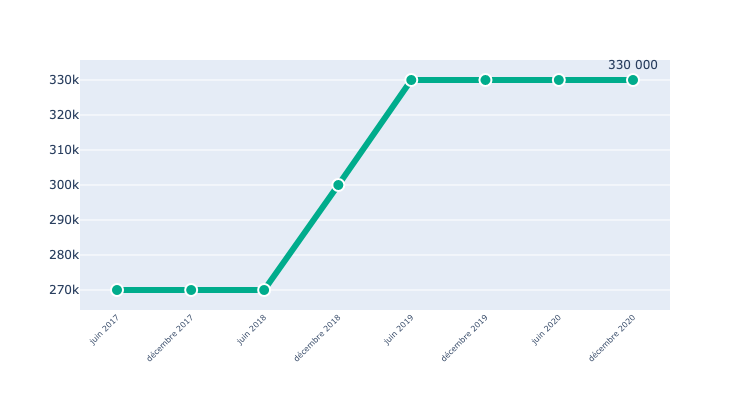 330 000
330k
320k
310k
300k
290k
280k
270k
juin 2017
décembre 2017
juin 2018
décembre 2018
juin 2019
décembre 2019
juin 2020
décembre 2020